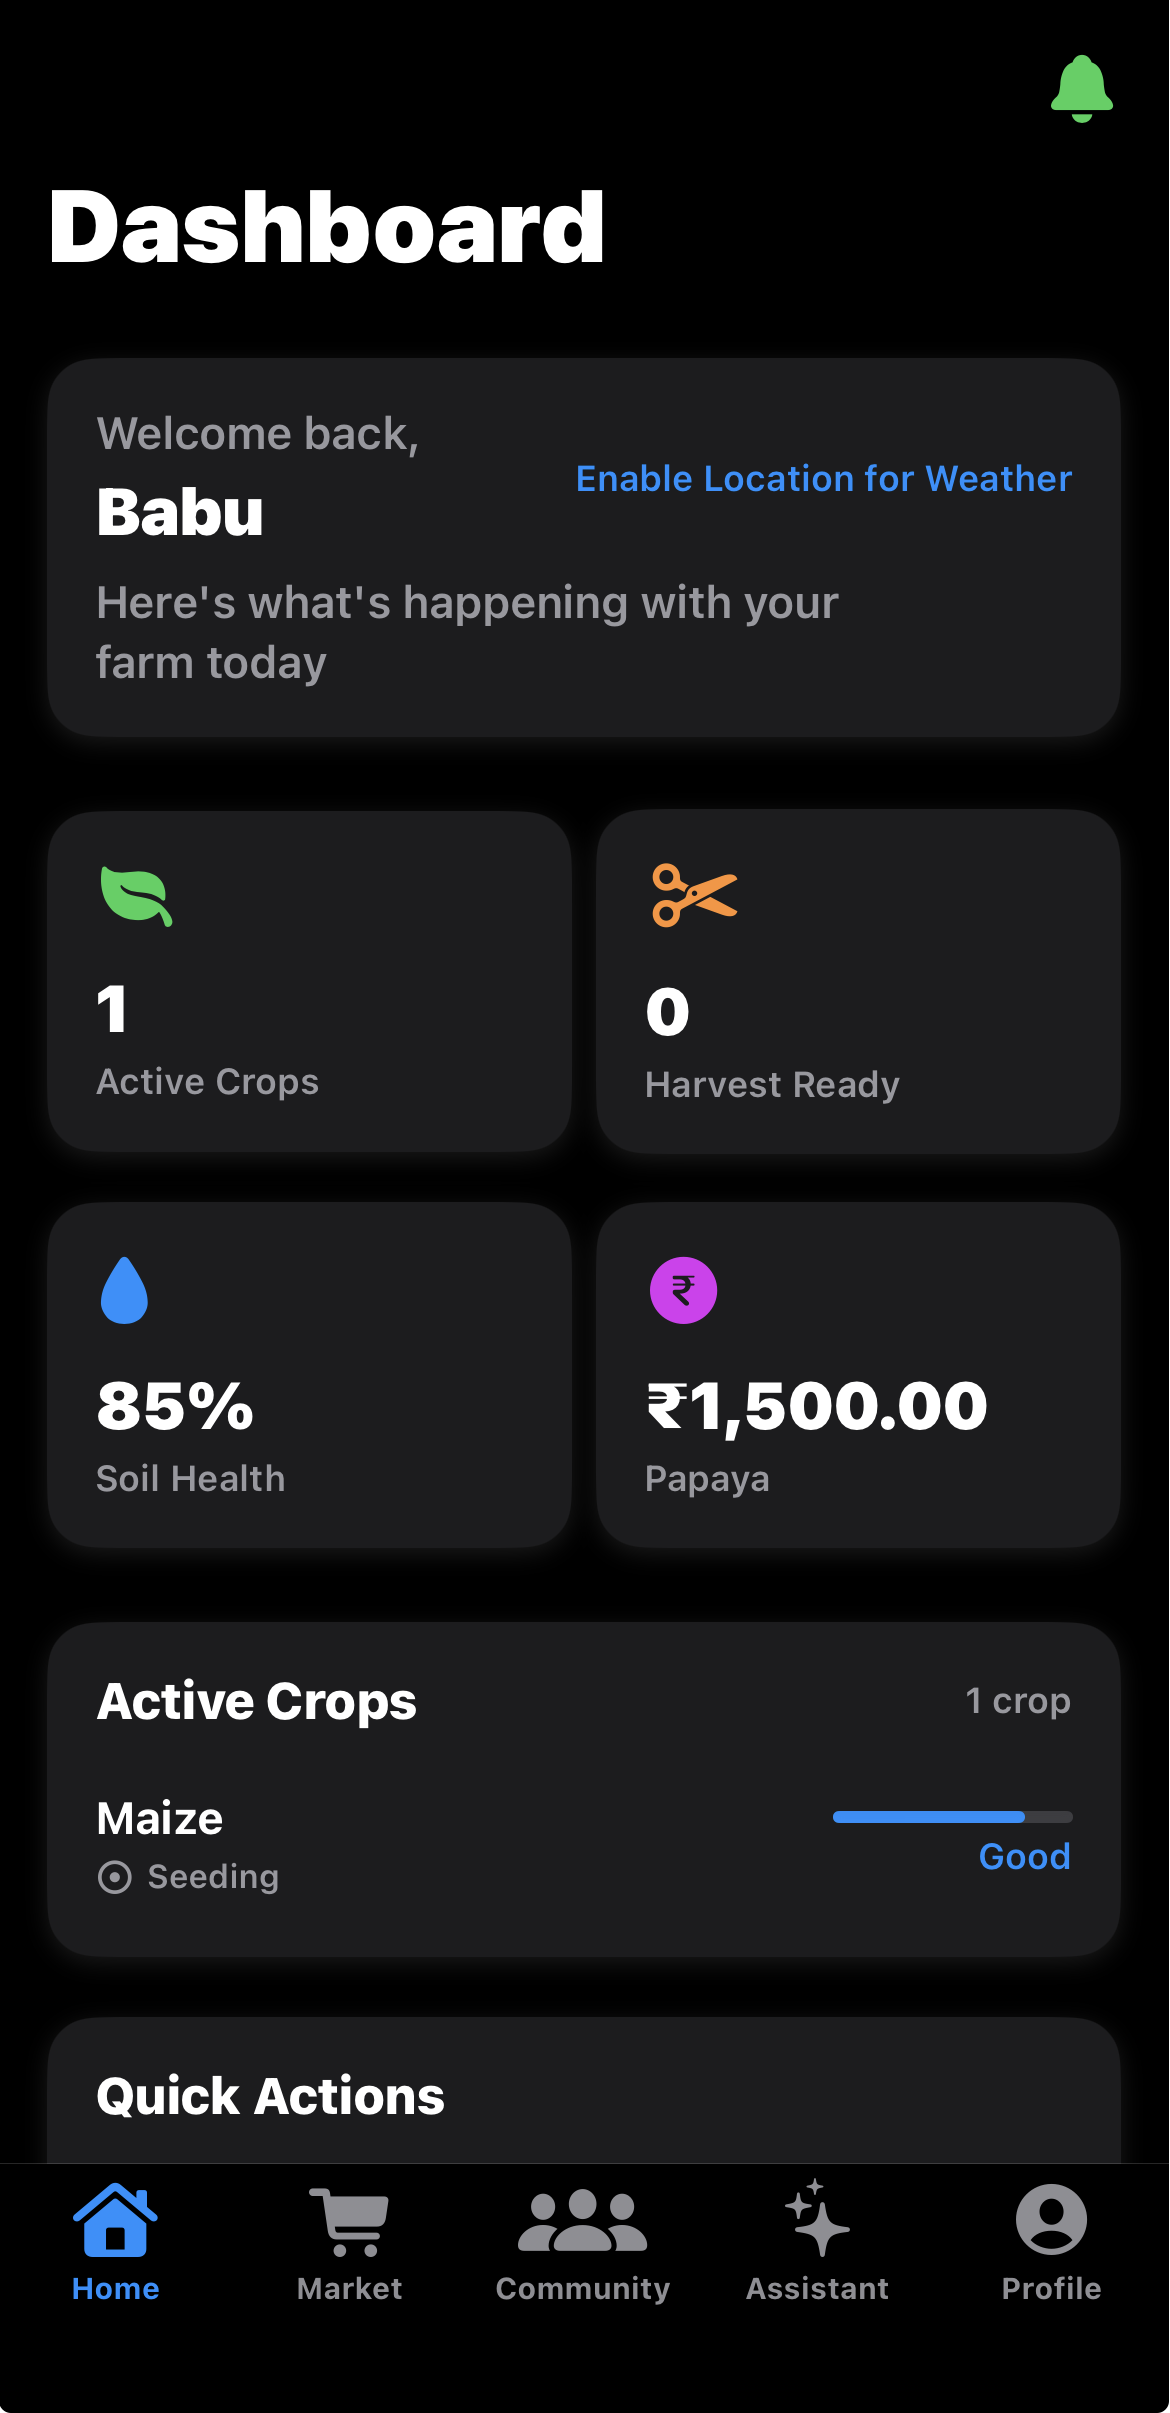 Dashboard
Welcome back,
Babu
Enable Location for Weather
Here's what's happening with your
farm today
1
Active Crops
0
Harvest Ready
85%
Soil Health
₹
₹1,500.00
Papaya
Active Crops
1 crop
Maize
Seeding
Good
Quick Actions
Home
Market
Community
Assistant
Profile